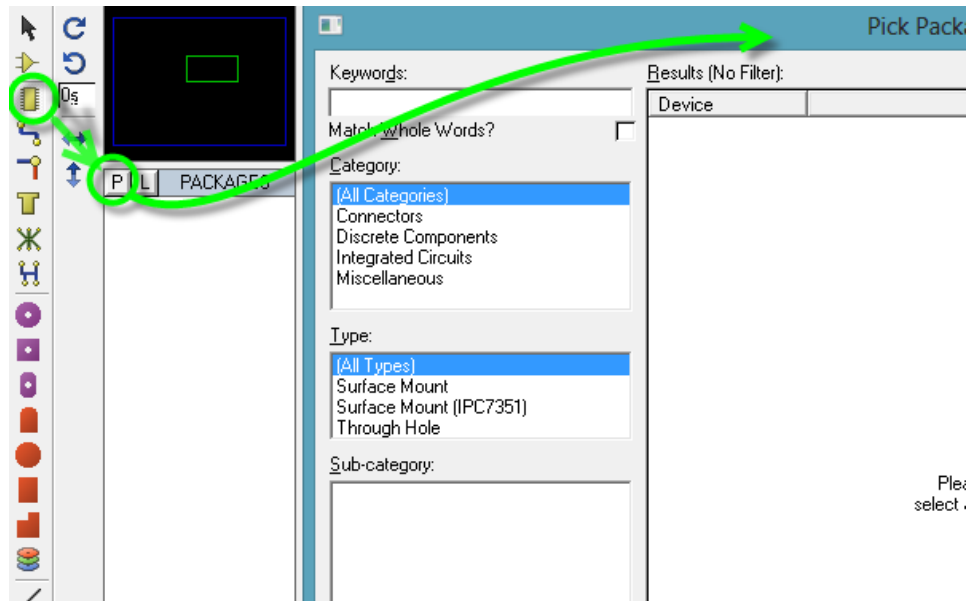 Pick Packa
0s
P L PACKAGES
Keywords:
Match Whole Words?
Category:
(All Categories)
Connectors
Discrete Components
Integrated Circuits
Miscellaneous
Type:
(All Types)
Surface Mount
Surface Mount (IPC7351)
Through Hole
Sub-category:
Results (No Filter):
Device
Plea
select